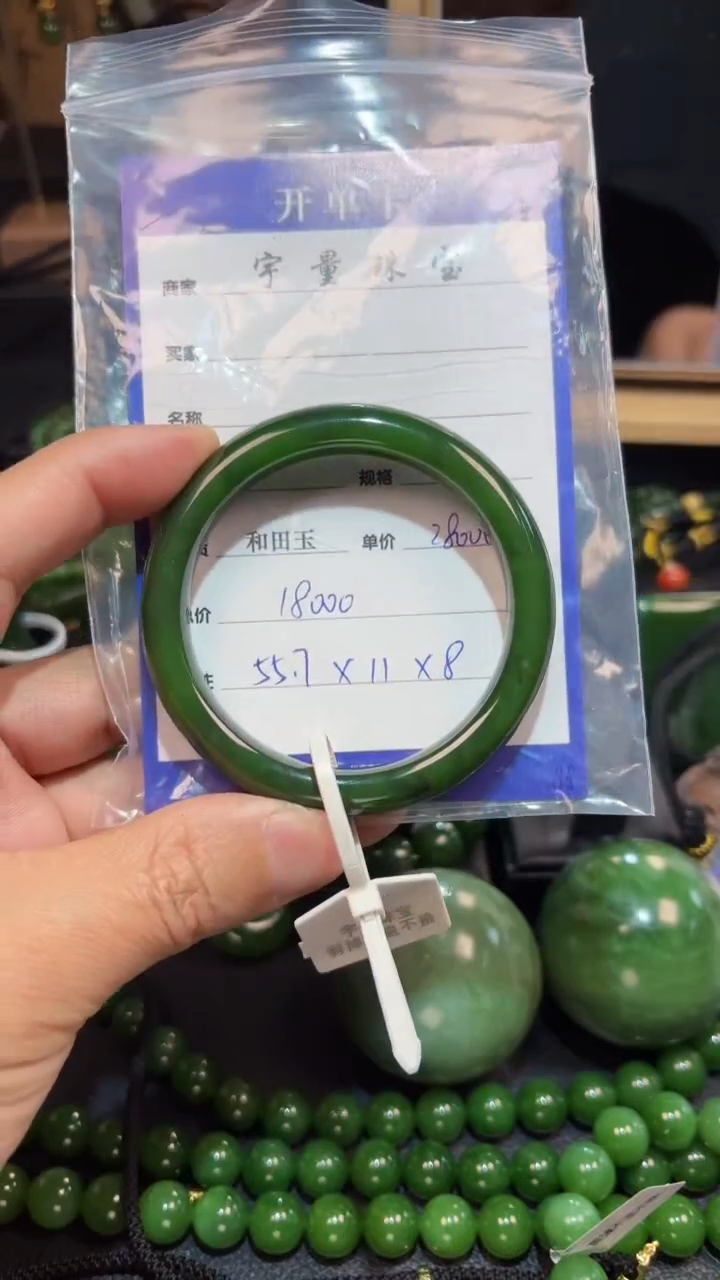 开单
宇量珠宝
商家
买家
名称
规格
和田玉 单价 28000
价 18000
55.7 X 11 X 8